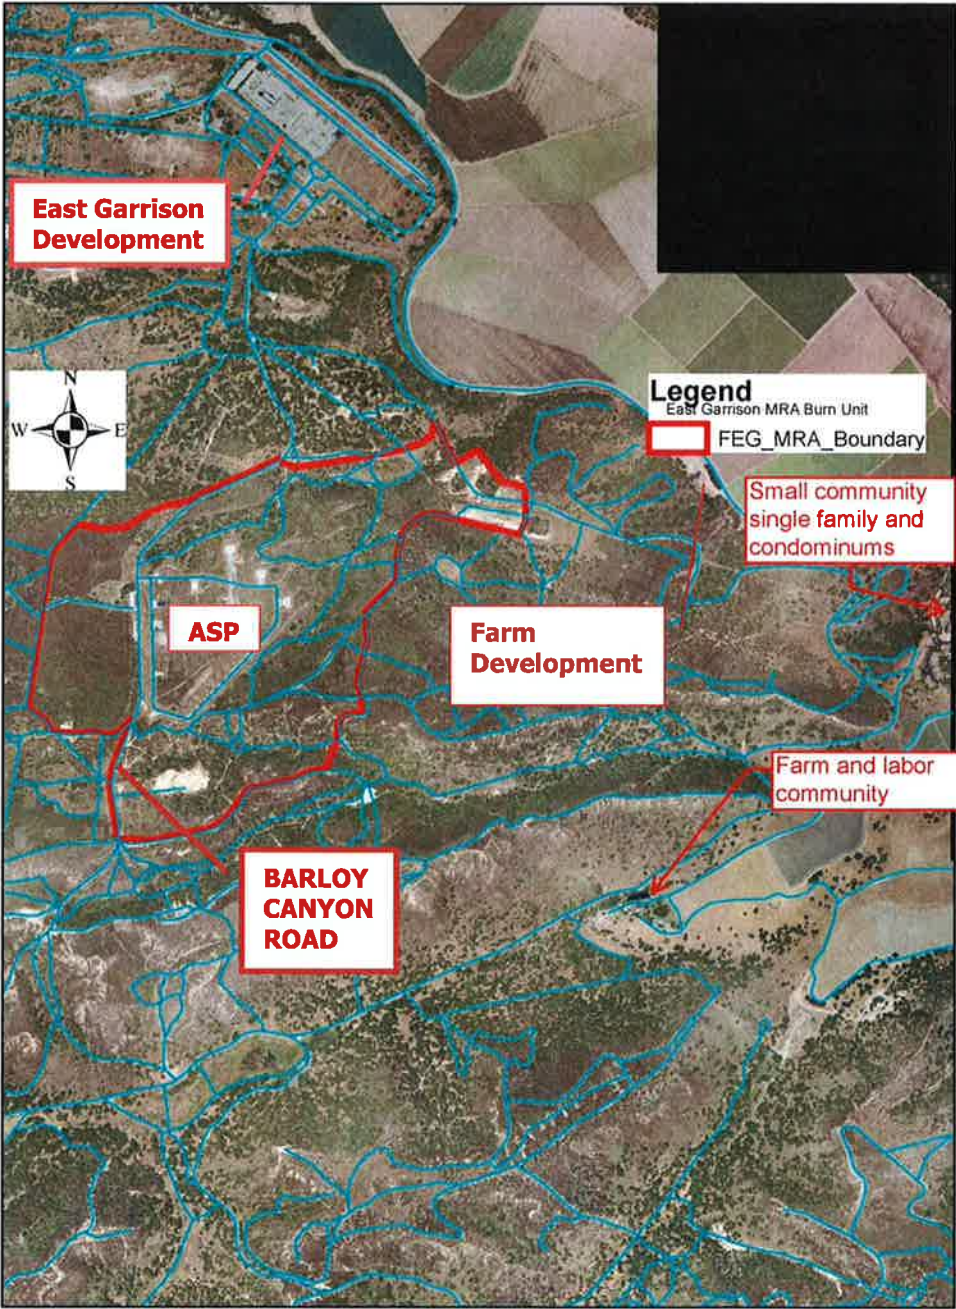 East Garrison
Development
N
W E
S
Legend
East Garrison MRA Burn Unit
FEG_MRA_Boundary
Small community
single family and
condominums
ASP
Farm
Development
Farm and labor
community
BARLOY
CANYON
ROAD